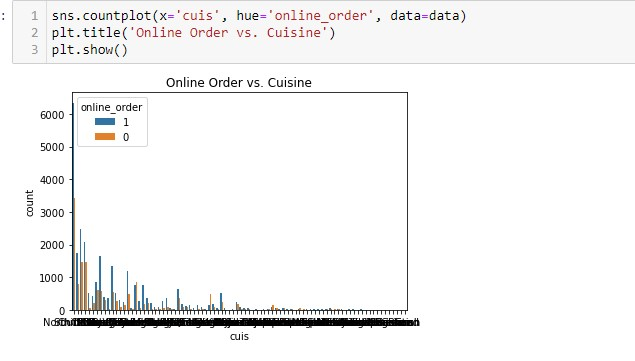 :
1 sns.countplot(x='cuis', hue='online_order', data=data)
2 plt.title('Online Order vs. Cuisine')
3 plt.show()
Online Order vs. Cuisine
online_order
1
0
6000
5000
4000
3000
2000
1000
0
count
cuis